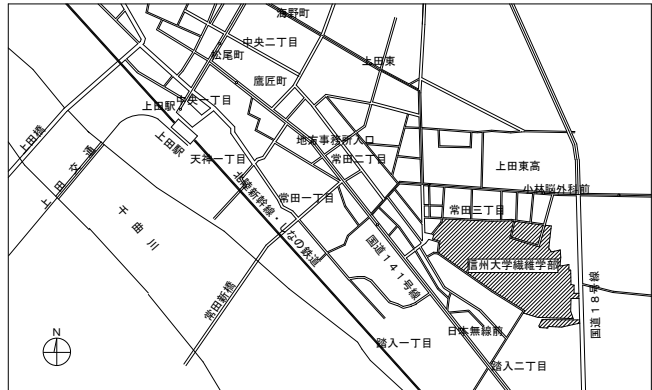 海野町
中央二丁目
松尾町
上田東
鷹匠町
中央一丁目
上田駅
上田橋
上田駅
地方事務所入口
常田二丁目
上田東高
天神一丁目
上田交通
小林脳外科前
常田一丁目
常田三丁目
北陸新幹線・しなの鉄道
千曲川
国道141号線
信州大学繊維学部
国道18号線
常田新橋
日本無線前
踏入一丁目
踏入二丁目
N